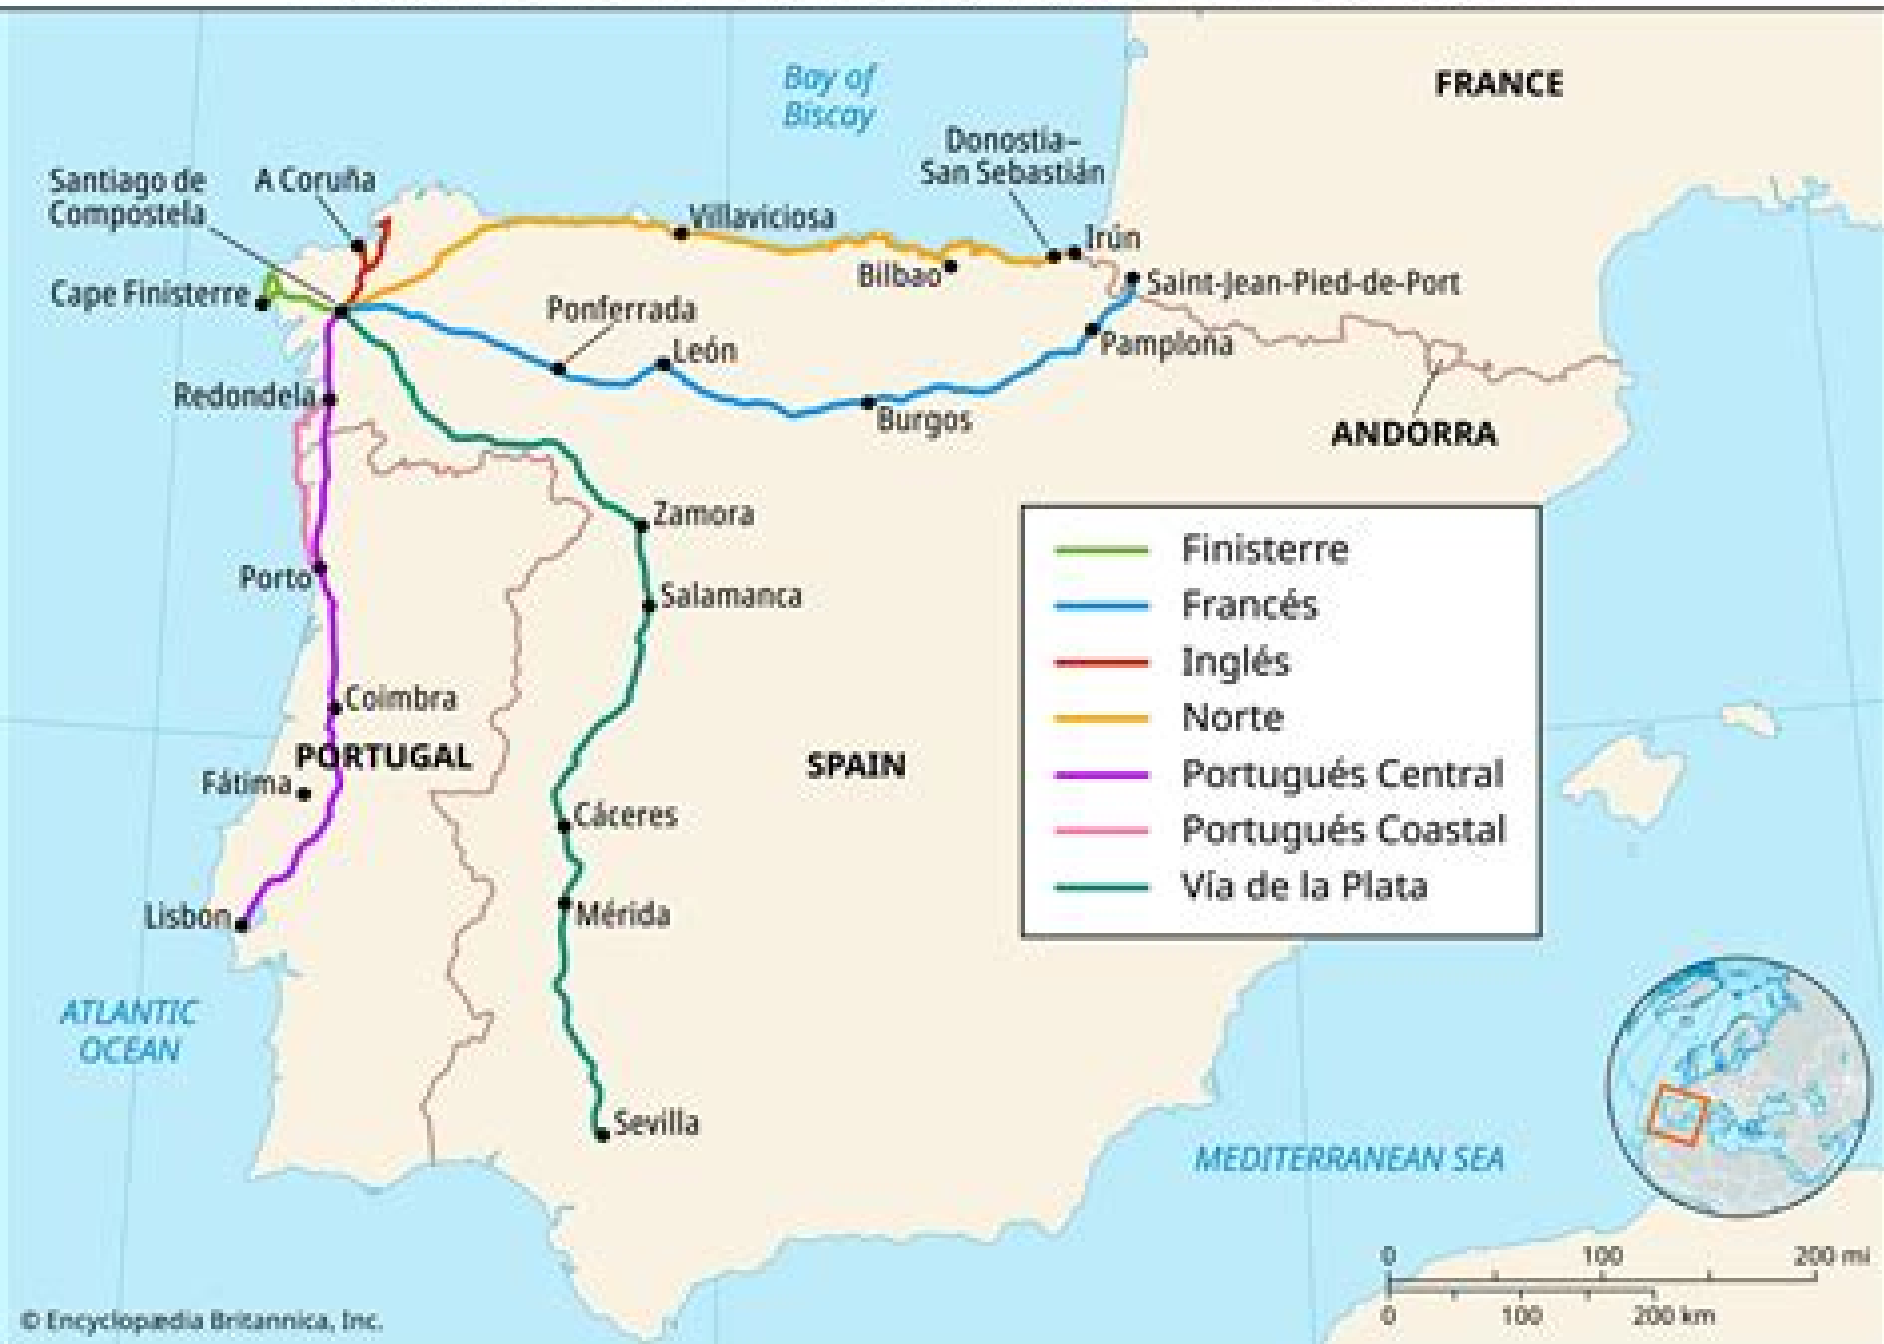 Bay of
Biscay
FRANCE
Donostia–
San Sebastián
Santiago de
Compostela
A Coruña
Villaviciosa
Irún
Bilbao
Saint-Jean-Pied-de-Port
Cape Finisterre
Ponferrada
León
Pamplona
Redondela
Burgos
ANDORRA
Zamora
Porto
Salamanca
Coimbra
PORTUGAL
Fátima
SPAIN
Cáceres
Lisbon
Mérida
Finisterre
Francés
Inglés
Norte
Portugués Central
Portugués Coastal
Vía de la Plata
ATLANTIC
OCEAN
Sevilla
MEDITERRANEAN SEA
0 100 200 mi
0 100 200 km
© Encyclopædia Britannica, Inc.